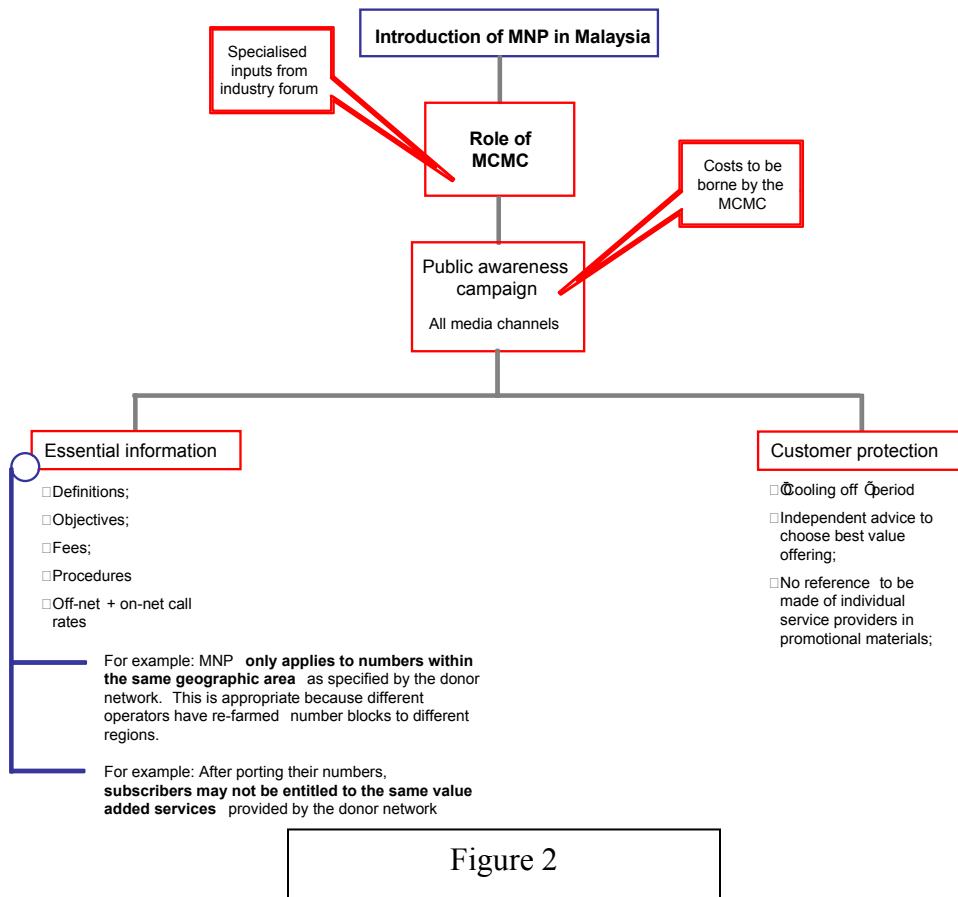 Introduction of MNP in Malaysia
Specialised
inputs from
industry forum
Role of
MCMC
Costs to be
borne by the
MCMC
Public awareness
campaign
All media channels
Essential information
□Definitions;
□Objectives;
□Fees;
□Procedures
□Off-net + on-net call
rates
For example: MNP only applies to numbers within
the same geographic area as specified by the donor
network. This is appropriate because different
operators have re-farmed number blocks to different
regions.
For example: After porting their numbers,
subscribers may not be entitled to the same value
added services provided by the donor network
Customer protection
□Cooling off period
□Independent advice to
choose best value
offering;
□No reference to be
made of individual
service providers in
promotional materials;
Figure 2